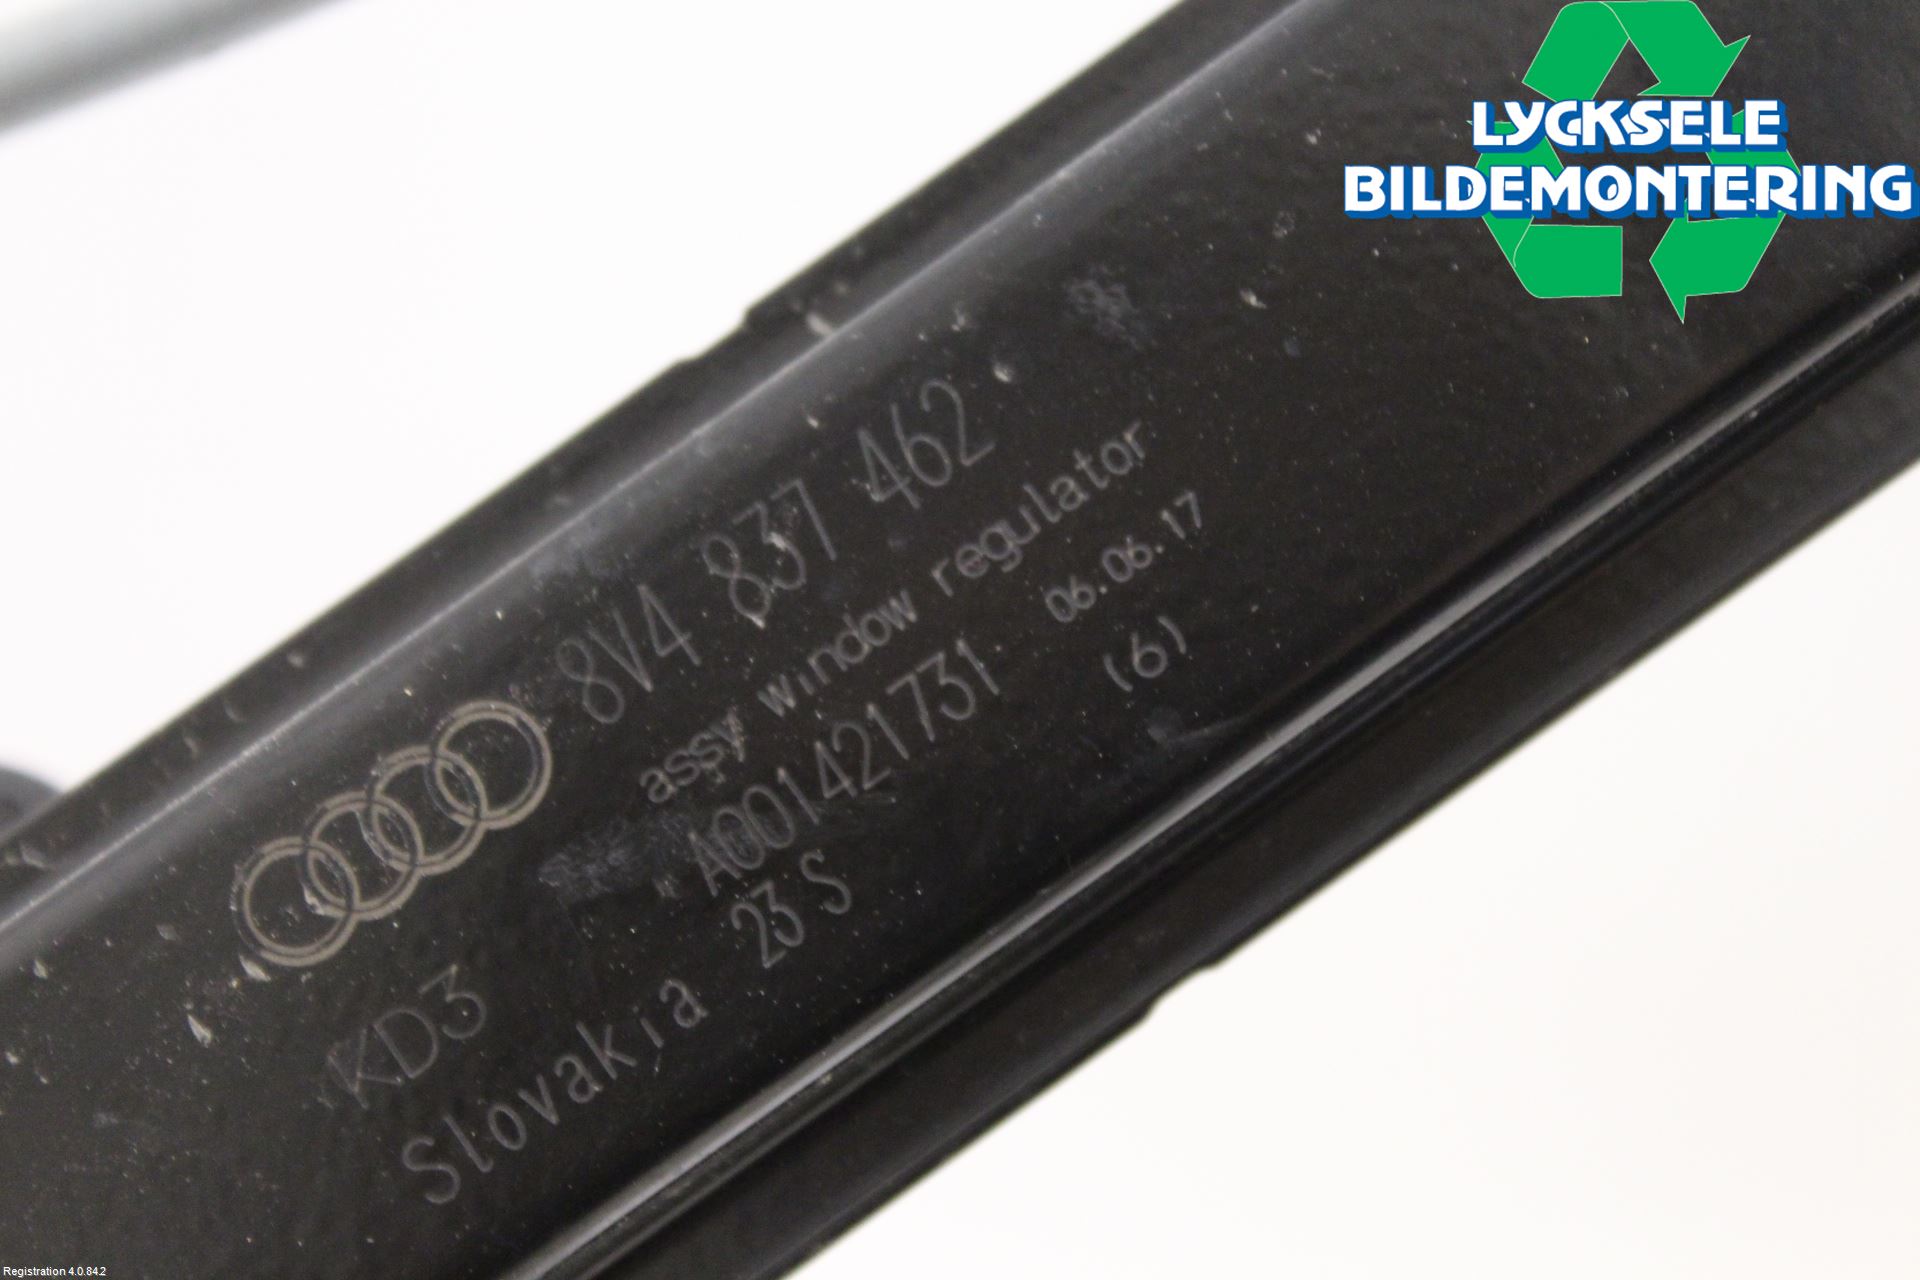 LYCKSELE
BILDEMONTERING
8V4 837 462
assy window regulator
A001421731 06.06.17
23 S (6)
KD3
Slovakia
Registration 4.0.84.2